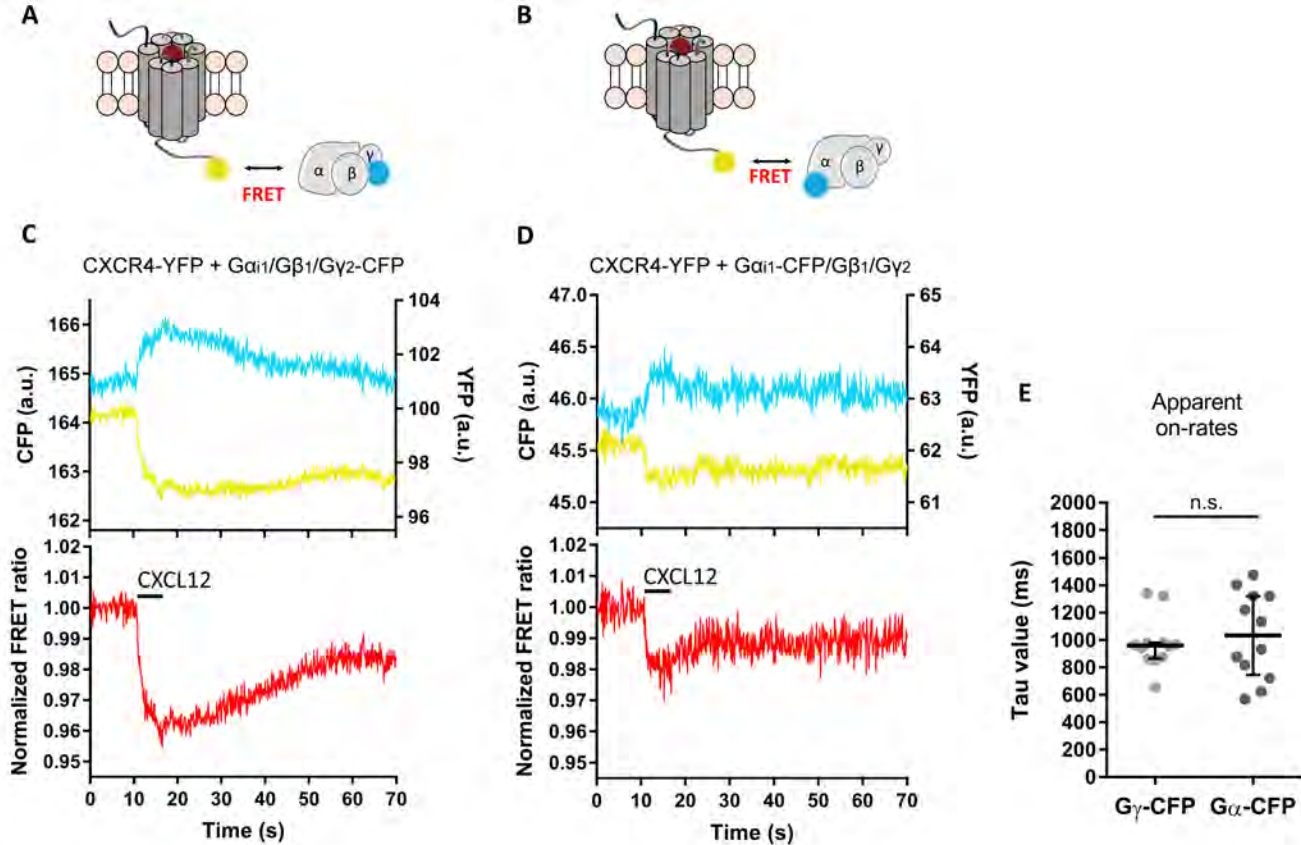 A
B
α
β
γ
FRET
α
β
γ
FRET
C
CXCR4-YFP + Gαi1/Gβ1/Gγ2-CFP
166
165
164
163
162
CFP (a.u.)
104
102
100
98
96
YFP (a.u.)
1.02
1.01
1.00
0.99
0.98
0.97
0.96
0.95
Normalized FRET ratio
CXCL12
0 10 20 30 40 50 60 70
Time (s)
D
CXCR4-YFP + Gαi1-CFP/Gβ1/Gγ2
47.0
46.5
46.0
45.5
45.0
CFP (a.u.)
65
64
63
62
61
YFP (a.u.)
1.02
1.01
1.00
0.99
0.98
0.97
0.96
0.95
Normalized FRET ratio
CXCL12
0 10 20 30 40 50 60 70
Time (s)
E
Apparent
on-rates
n.s.
2000
1800
1600
1400
1200
1000
800
600
400
200
0
Tau value (ms)
Gγ-CFP Gα-CFP